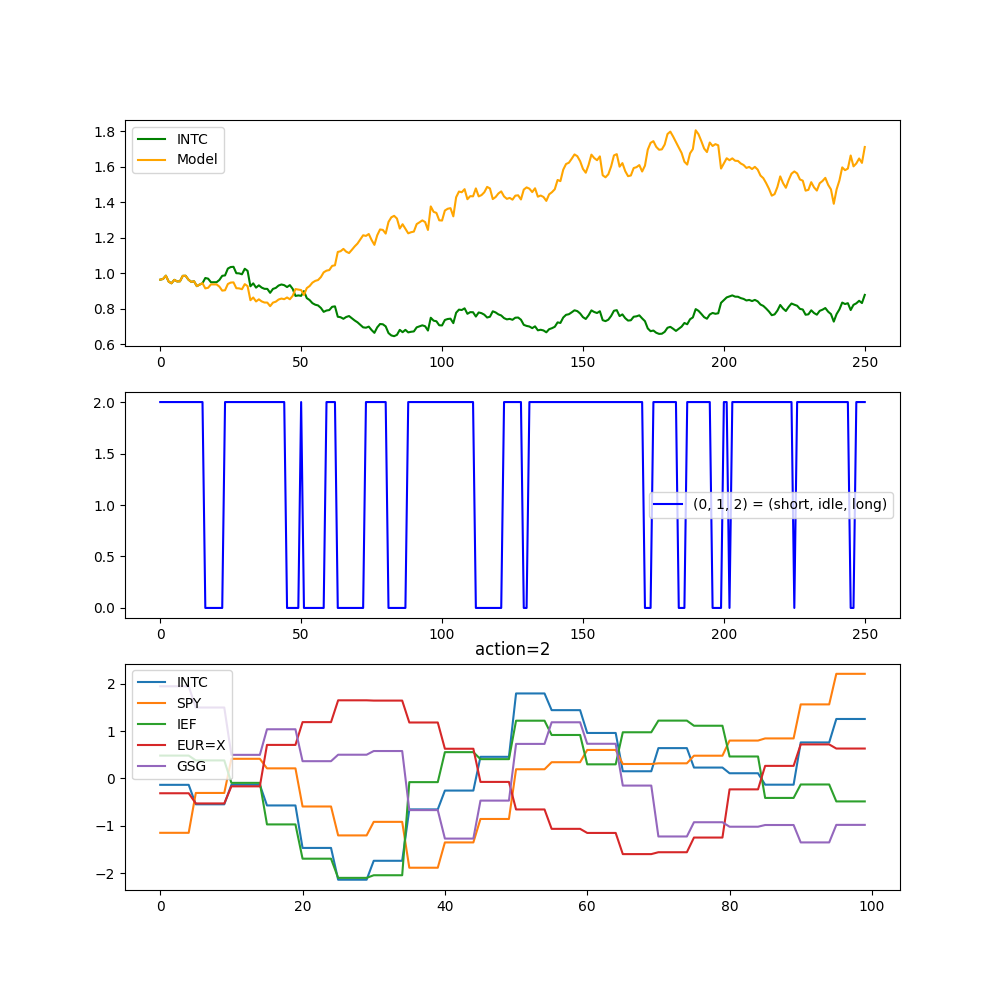 INTC
Model
1.8
1.6
1.4
1.2
1.0
0.8
0.6
0 50 100 150 200 250
2.0
1.5
1.0
0.5
0.0
(0, 1, 2) = (short, idle, long)
0 50 100 150 200 250
action=2
INTC
SPY
IEF
EUR=X
GSG
2
1
0
−1
−2
0 20 40 60 80 100